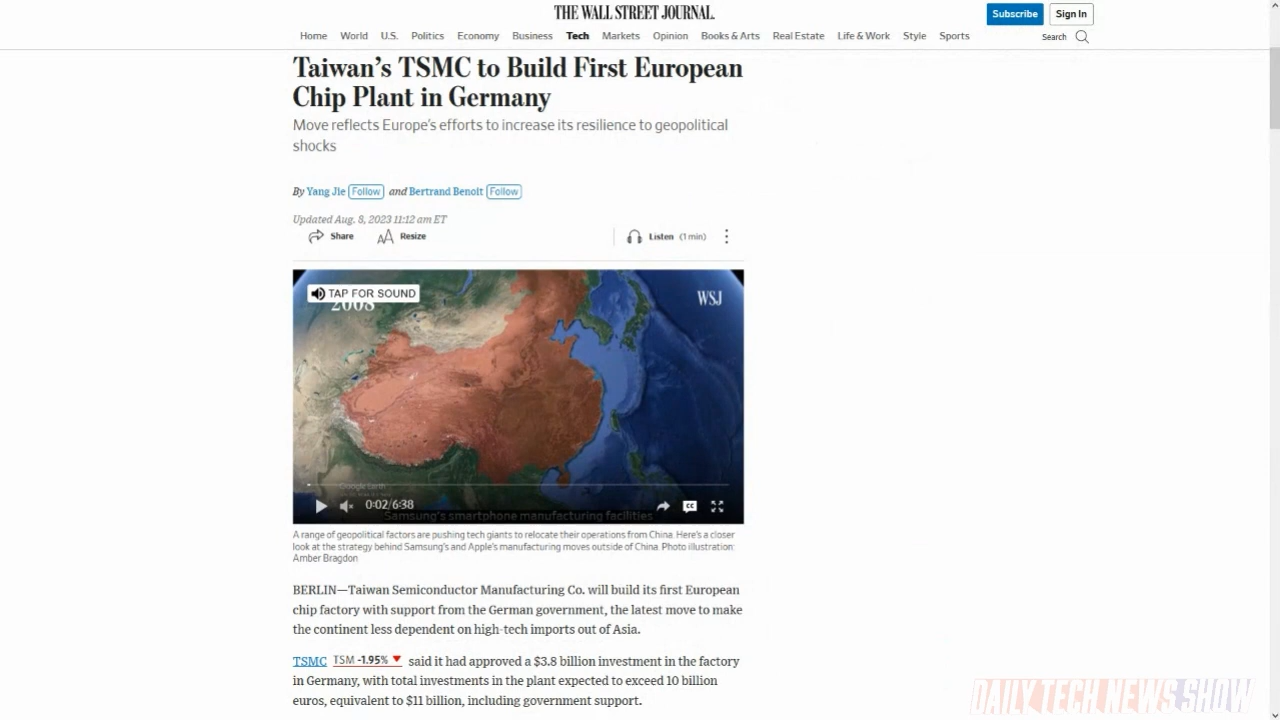 THE WALL STREET JOURNAL.
Subscribe
Sign In
Home World U.S. Politics Economy Business Tech Markets Opinion Books & Arts Real Estate Life & Work Style Sports
Search
Taiwan's TSMC to Build First European
Chip Plant in Germany
Move reflects Europe's efforts to increase its resilience to geopolitical
shocks
By Yang Jie Follow and Bertrand Benoit Follow
Updated Aug. 8, 2023 11:12 am ET
Share AA Resize Listen (1 min)
TAP FOR SOUND
2008
WSJ
Google Earth
0:02/6:38
CC
Samsung's smartphone manufacturing facilities
A range of geopolitical factors are pushing tech giants to relocate their operations from China. Here's a closer
look at the strategy behind Samsung's and Apple's manufacturing moves outside of China. Photo illustration:
Amber Bragdon
BERLIN—Taiwan Semiconductor Manufacturing Co. will build its first European
chip factory with support from the German government, the latest move to make
the continent less dependent on high-tech imports out of Asia.
TSMC TSM -1.95% said it had approved a $3.8 billion investment in the factory
in Germany, with total investments in the plant expected to exceed 10 billion
euros, equivalent to $11 billion, including government support.
DAILY TECH NEWS SHOW